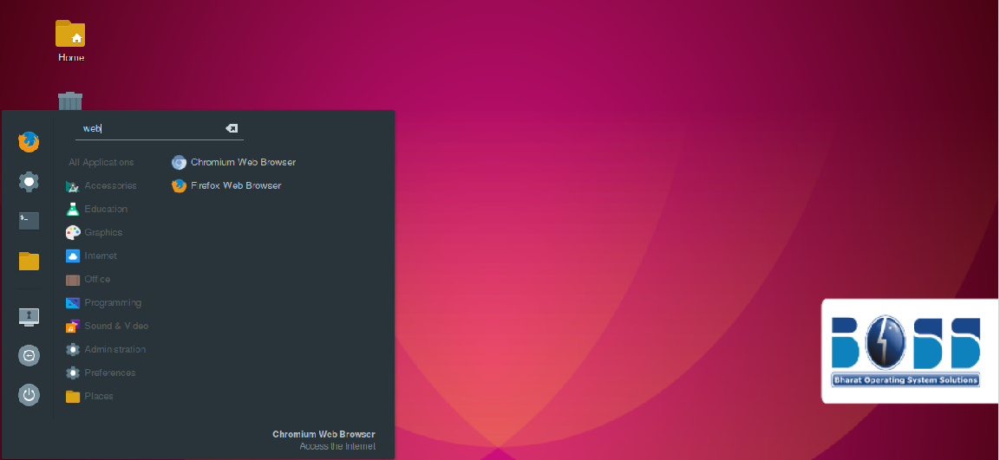 Home
web
All Applications
Accessories
Education
Graphics
Internet
Office
Programming
Sound & Video
Administration
Preferences
Places
Chromium Web Browser
Firefox Web Browser
Chromium Web Browser
Access the Internet
$_
BOSS
Bharat Operating System Solutions